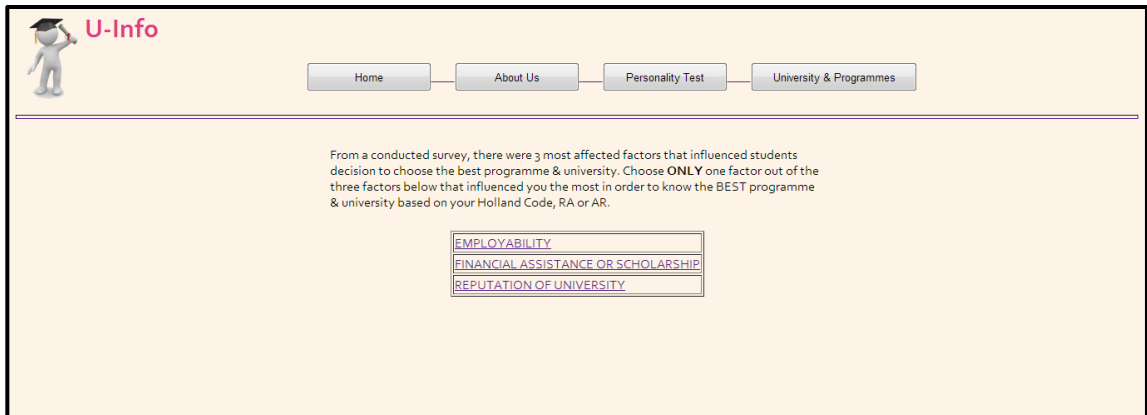 U-Info
Home About Us Personality Test University & Programmes
From a conducted survey, there were 3 most affected factors that influenced students
decision to choose the best programme & university. Choose ONLY one factor out of the
three factors below that influenced you the most in order to know the BEST programme
& university based on your Holland Code, RA or AR.
EMPLOYABILITY
FINANCIAL ASSISTANCE OR SCHOLARSHIP
REPUTATION OF UNIVERSITY